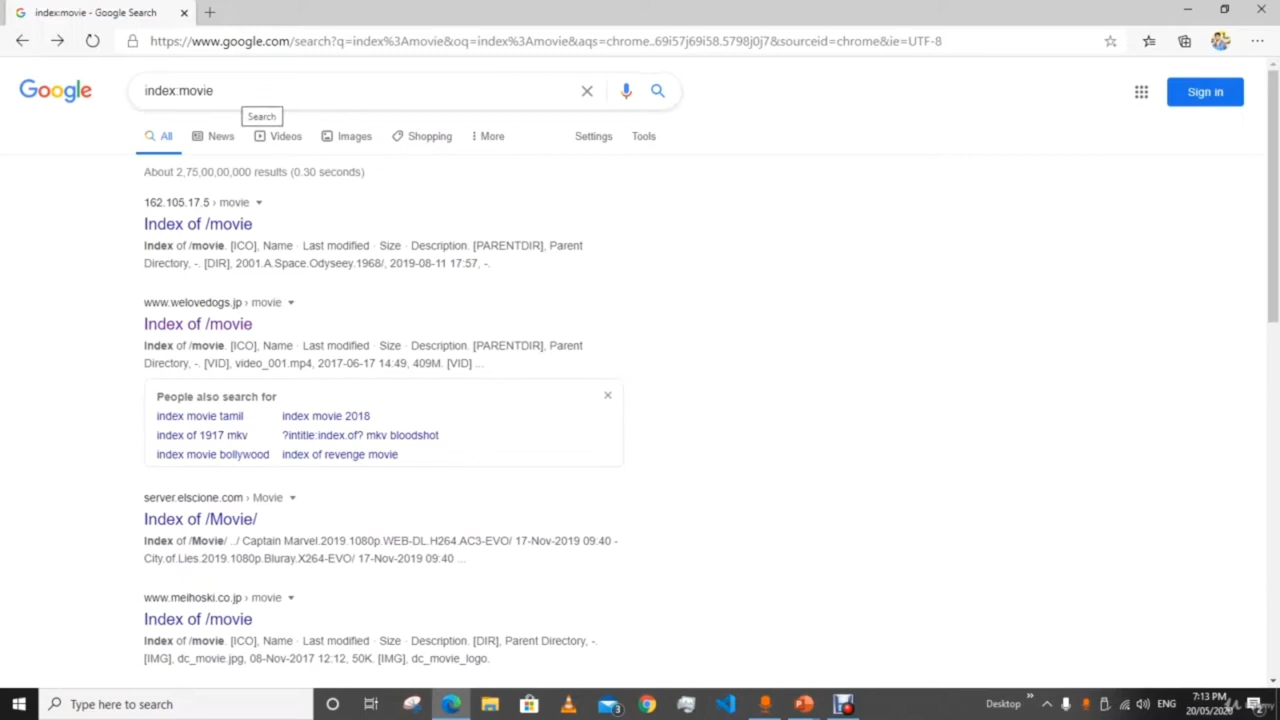 index:movie - Google Search
https://www.google.com/search?q=index%3Amovie&oq=index%3Amovie&aqs=chrome..69i57j69i58.5798j0j7&sourceid=chrome&ie=UTF-8
Google
index:movie
Sign in
Search
All
News
Videos
Images
Shopping
More
Settings
Tools
About 2,75,00,00,000 results (0.30 seconds)
162.105.17.5 › movie
Index of /movie
Index of /movie. [ICO], Name · Last modified · Size · Description. [PARENTDIR], Parent
Directory, -. [DIR], 2001.A.Space.Odyseey.1968/, 2019-08-11 17:57, -.
www.welovedogs.jp › movie
Index of /movie
Index of /movie. [ICO], Name · Last modified · Size · Description. [PARENTDIR], Parent
Directory, -. [VID], video_001.mp4, 2017-06-17 14:49, 409M. [VID] ...
People also search for
index movie tamil
index movie 2018
index of 1917 mkv
?intitle:index.of? mkv bloodshot
index movie bollywood
index of revenge movie
server.elscione.com › Movie
Index of /Movie/
Index of /Movie/ ../ Captain Marvel.2019.1080p.WEB-DL.H264.AC3-EVO/ 17-Nov-2019 09:40 -
City.of.Lies.2019.1080p.Bluray.X264-EVO/ 17-Nov-2019 09:40 ...
www.meihoski.co.jp › movie
Index of /movie
Index of /movie. [ICO], Name · Last modified · Size · Description. [DIR], Parent Directory, -.
[IMG], dc_movie.jpg, 08-Nov-2017 12:12, 50K. [IMG], dc_movie_logo.
Type here to search
3
Desktop
ENG
7:13 PM